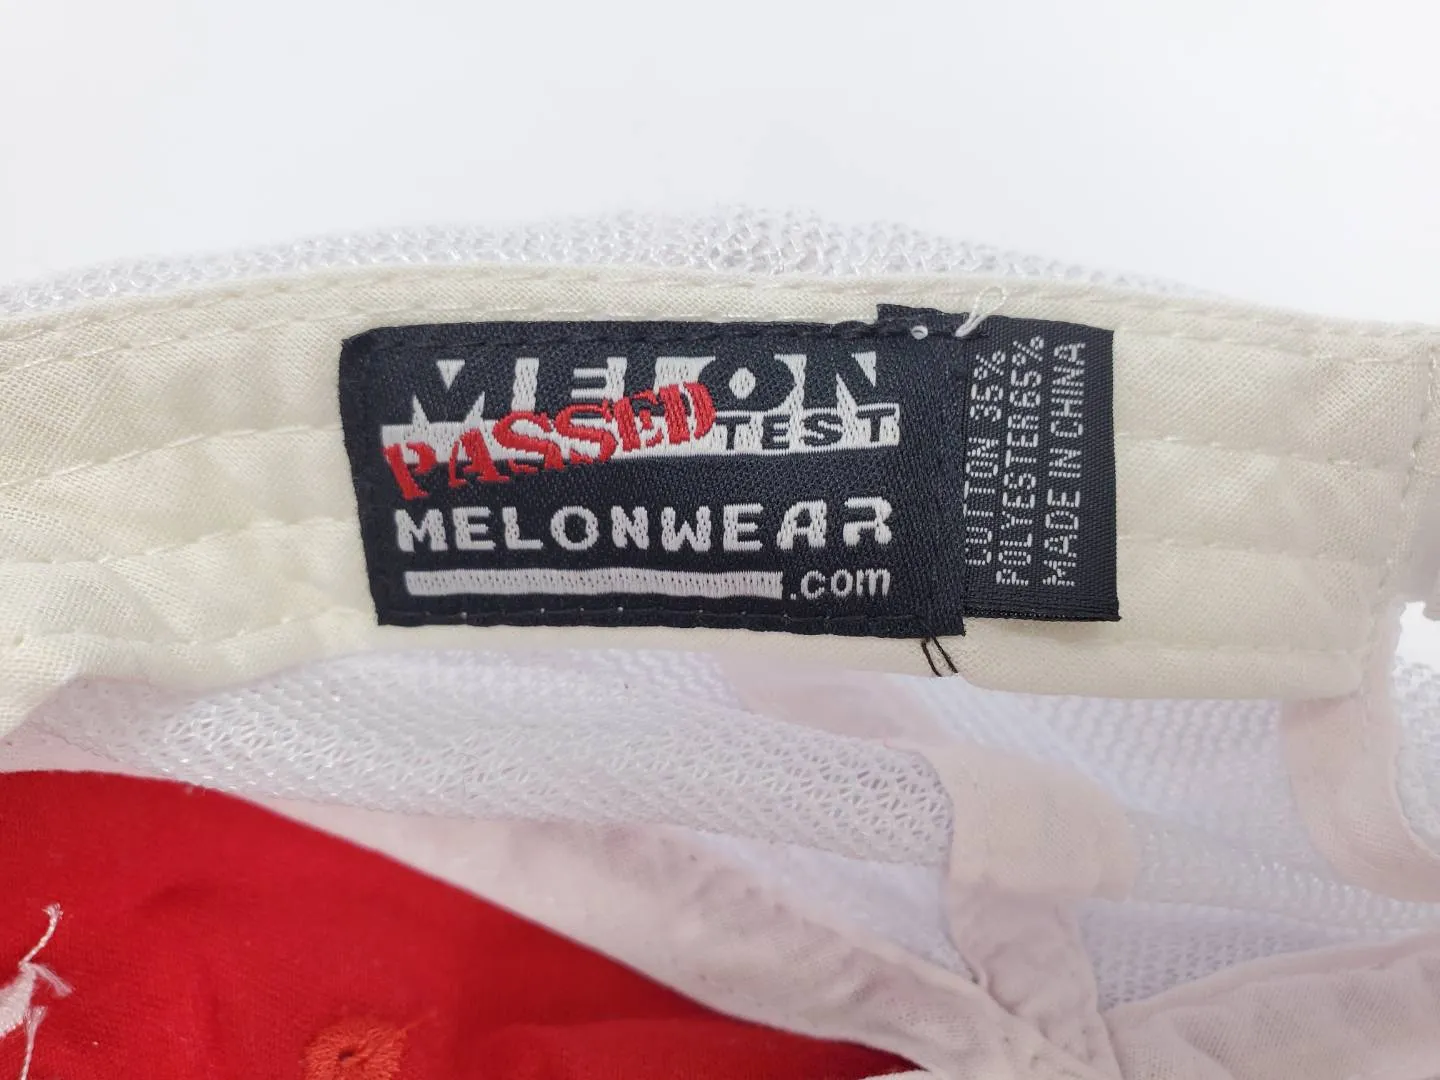 MELON
PASSED TEST
MELONWEAR
.com
COTTON 35%
POLYESTER65%
MADE IN CHINA